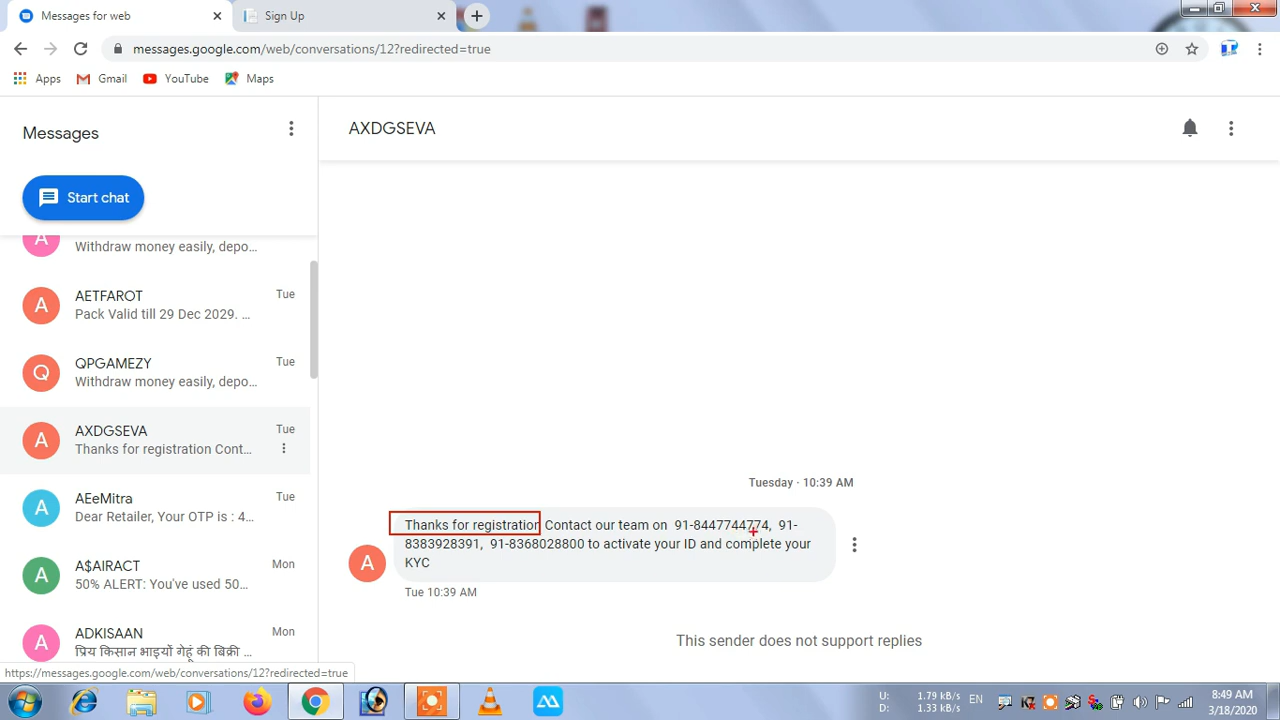 Messages for web
Sign Up
messages.google.com/web/conversations/12?redirected=true
Apps
Gmail
YouTube
Maps
Messages
AXDGSEVA
Start chat
A
Withdraw money easily, depo...
A
AETFAROT
Tue
Pack Valid till 29 Dec 2029. ...
Q
QPGAMEZY
Tue
Withdraw money easily, depo...
A
AXDGSEVA
Tue
Thanks for registration Cont...
A
AEeMitra
Tue
Dear Retailer, Your OTP is : 4...
A
A$AIRACT
Mon
50% ALERT: You've used 50...
A
ADKISAAN
Mon
प्रिय किसान भाइयों गेहूं की बिक्री ...
Tuesday · 10:39 AM
Thanks for registration Contact our team on 91-8447744774, 91-
8383928391, 91-8368028800 to activate your ID and complete your
KYC
A
Tue 10:39 AM
This sender does not support replies
https://messages.google.com/web/conversations/12?redirected=true
U: 1.79 kB/s
D: 1.33 kB/s
EN
8:49 AM
3/18/2020